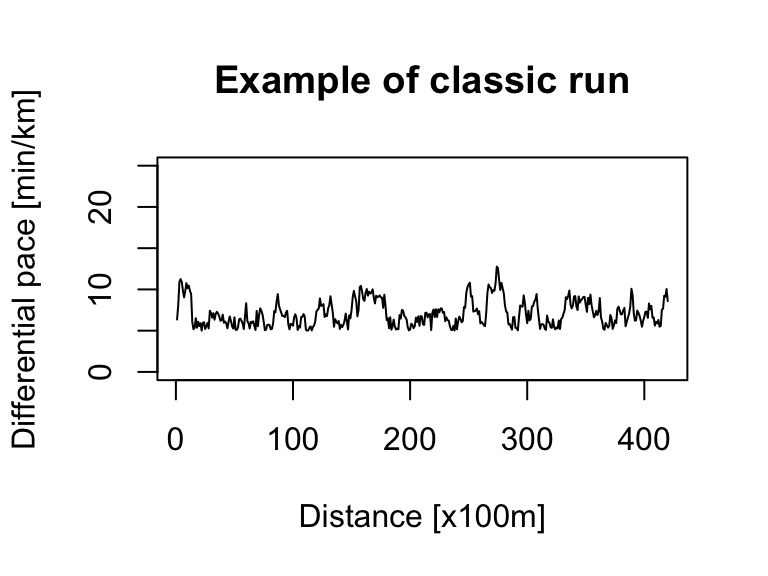 Example of classic run
Differential pace [min/km]
20
10
0
0 100 200 300 400
Distance [x100m]